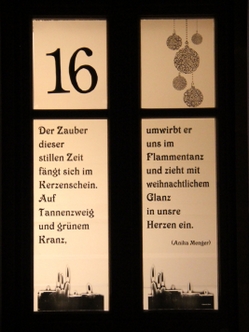 16
Der Zauber
dieser
stillen Zeit
fängt sich im
Kerzenschein.
Auf
Tannenzweig
und grünem
Kranz,
umwirbt er
uns im
Flammentanz
und zieht mit
weihnachtlichem
Glanz
in unsre
Herzen ein.
(Anika Menger)